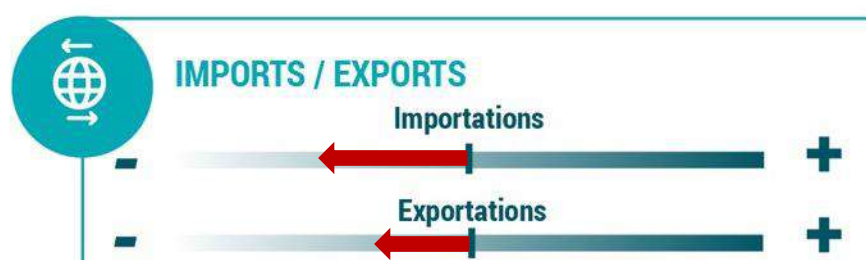 IMPORTS / EXPORTS
Importations
- +
Exportations
- +